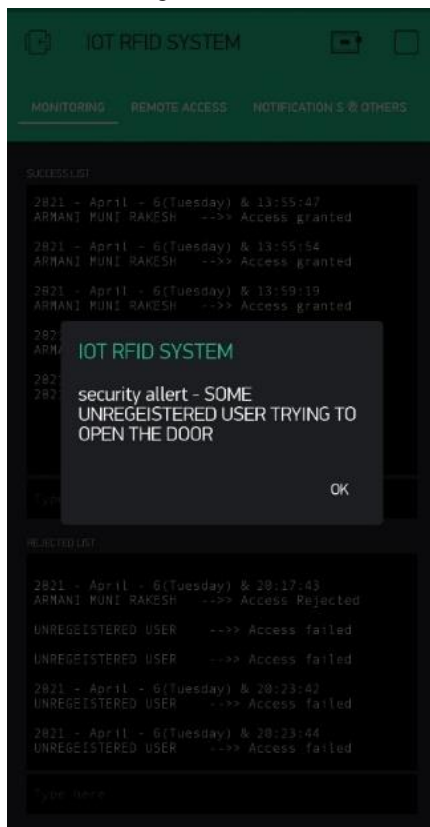 IOT RFID SYSTEM
MONITORING REMOTE ACCESS NOTIFICATION S @ OTHERS
SUCCESS LIST
2021 - April - 6(Tuesday) & 13:55:47
ARMANI MUNI RAKESH -->> Access granted
2021 - April - 6(Tuesday) & 13:55:54
ARMANI MUNI RAKESH -->> Access granted
2021 - April - 6(Tuesday) & 13:59:19
ARMANI MUNI RAKESH -->> Access granted
IOT RFID SYSTEM
security allert - SOME
UNREGEISTERED USER TRYING TO
OPEN THE DOOR
OK
REJECTED LIST
2021 - April - 6(Tuesday) & 20:17:43
ARMANI MUNI RAKESH -->> Access Rejected
UNREGEISTERED USER -->> Access failed
UNREGEISTERED USER -->> Access failed
2021 - April - 6(Tuesday) & 20:23:42
UNREGEISTERED USER -->> Access failed
2021 - April - 6(Tuesday) & 20:23:44
UNREGEISTERED USER -->> Access failed
Type here